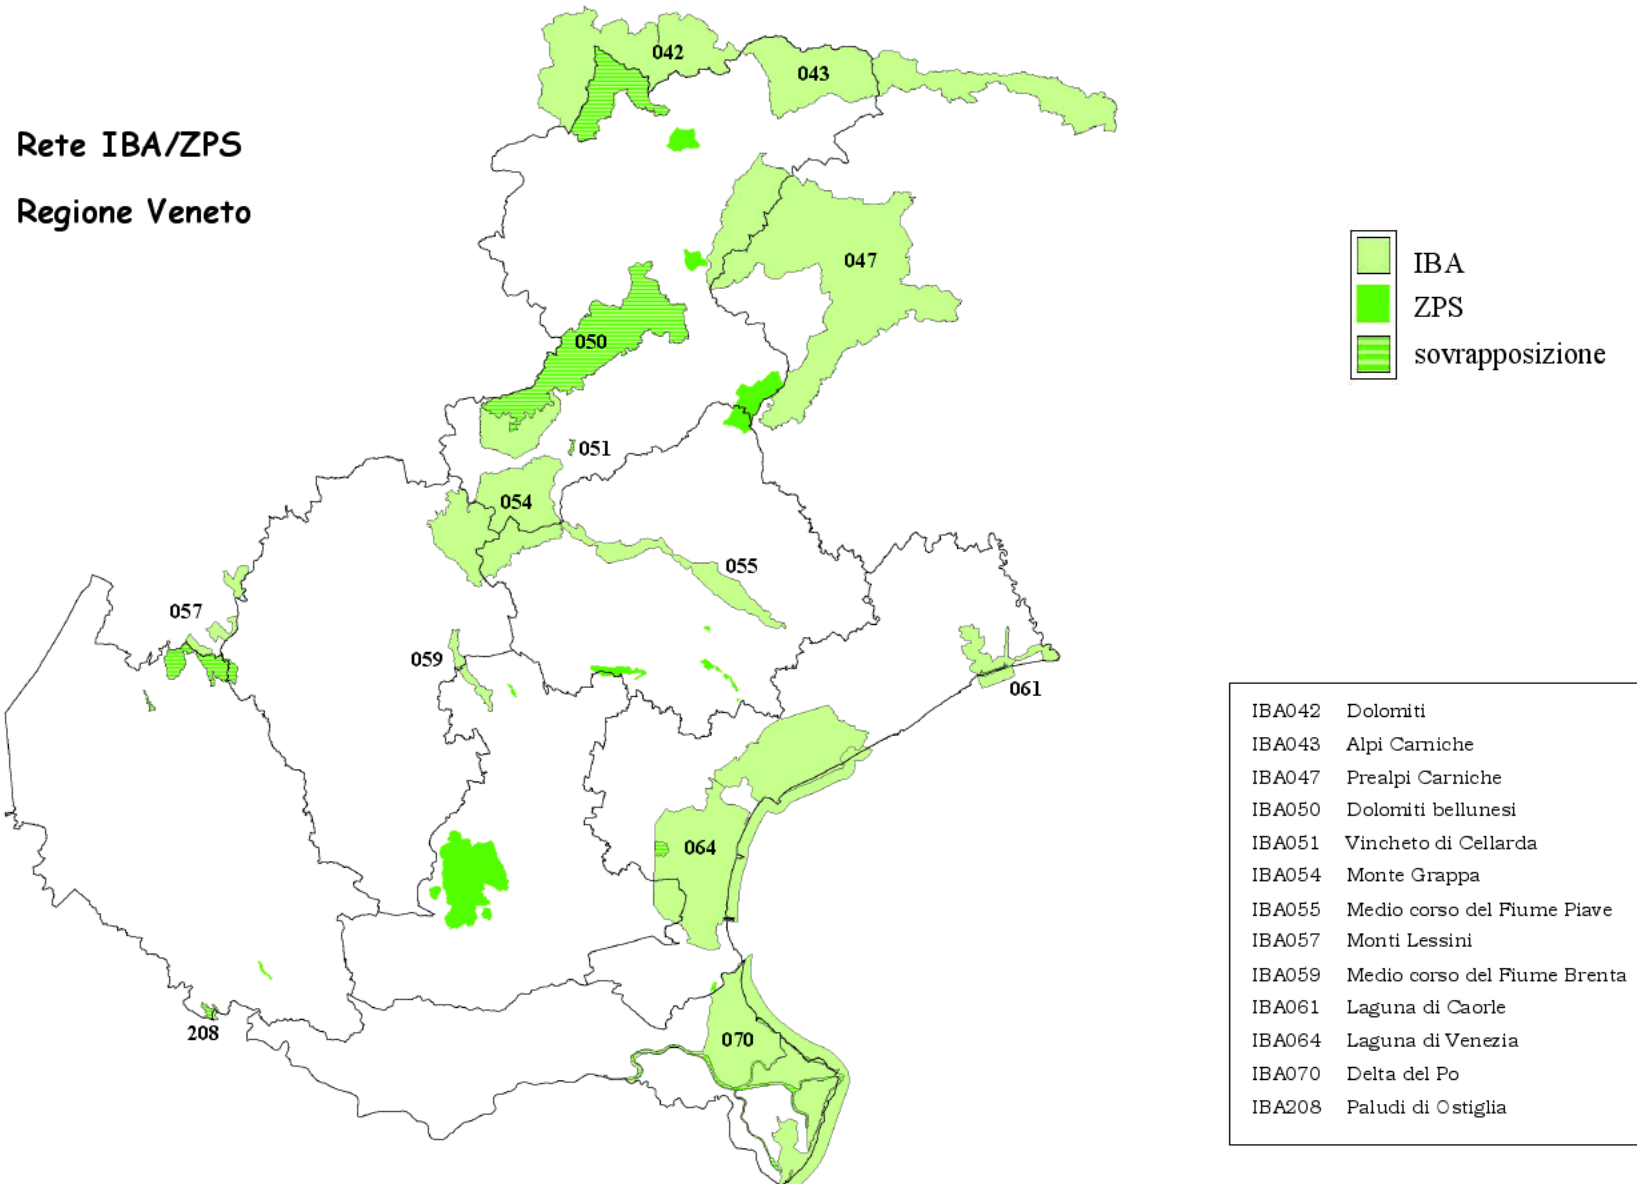 Rete IBA/ZPS
Regione Veneto
042
043
047
050
051
054
055
057
059
061
064
070
208
IBA
ZPS
sovrapposizione
IBA042 Dolomiti
IBA043 Alpi Carniche
IBA047 Prealpi Carniche
IBA050 Dolomiti bellunesi
IBA051 Vincheto di Cellarda
IBA054 Monte Grappa
IBA055 Medio corso del Fiume Piave
IBA057 Monti Lessini
IBA059 Medio corso del Fiume Brenta
IBA061 Laguna di Caorle
IBA064 Laguna di Venezia
IBA070 Delta del Po
IBA208 Paludi di Ostiglia